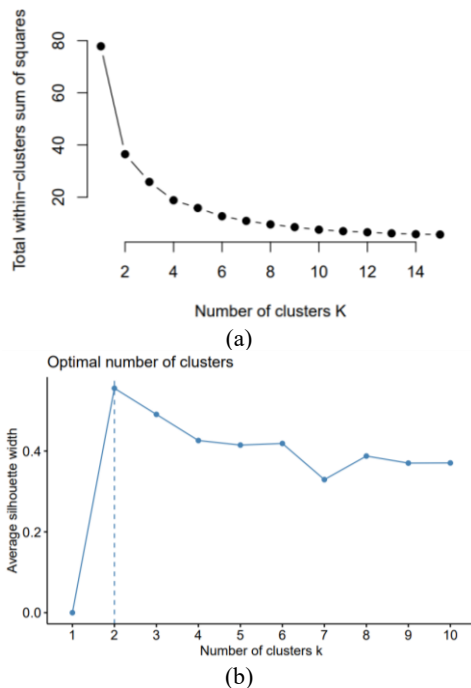 Total within-clusters sum of squares
80
60
40
20
2 4 6 8 10 12 14
Number of clusters K
(a)
Optimal number of clusters
Average silhouette width
0.4
0.2
0.0
1 2 3 4 5 6 7 8 9 10
Number of clusters k
(b)